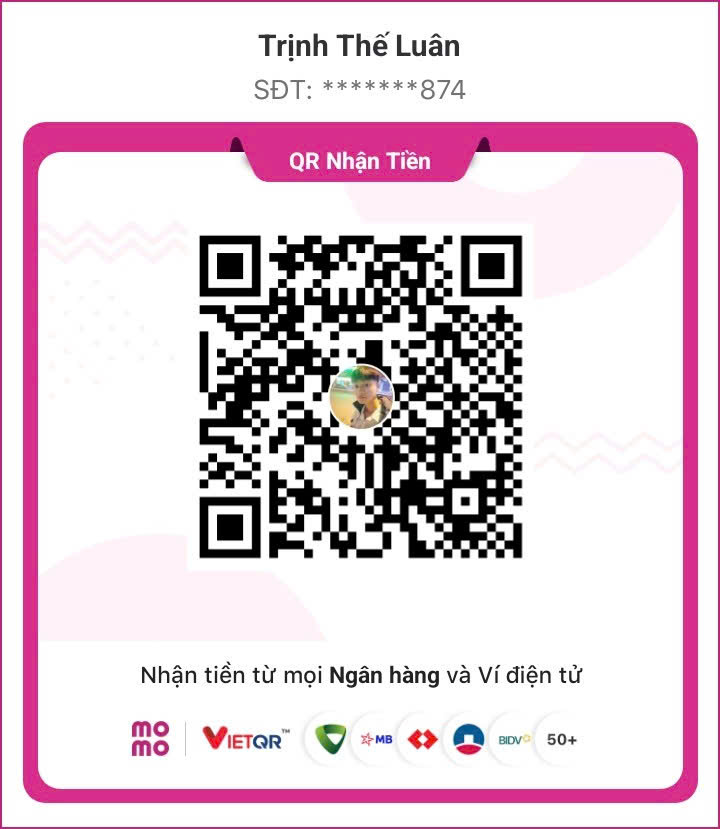 Trịnh Thế Luân
SĐT: *******874
QR Nhận Tiền
Nhận tiền từ mọi Ngân hàng và Ví điện tử
mo
mo
VIETQR™
MB
BIDV
50+